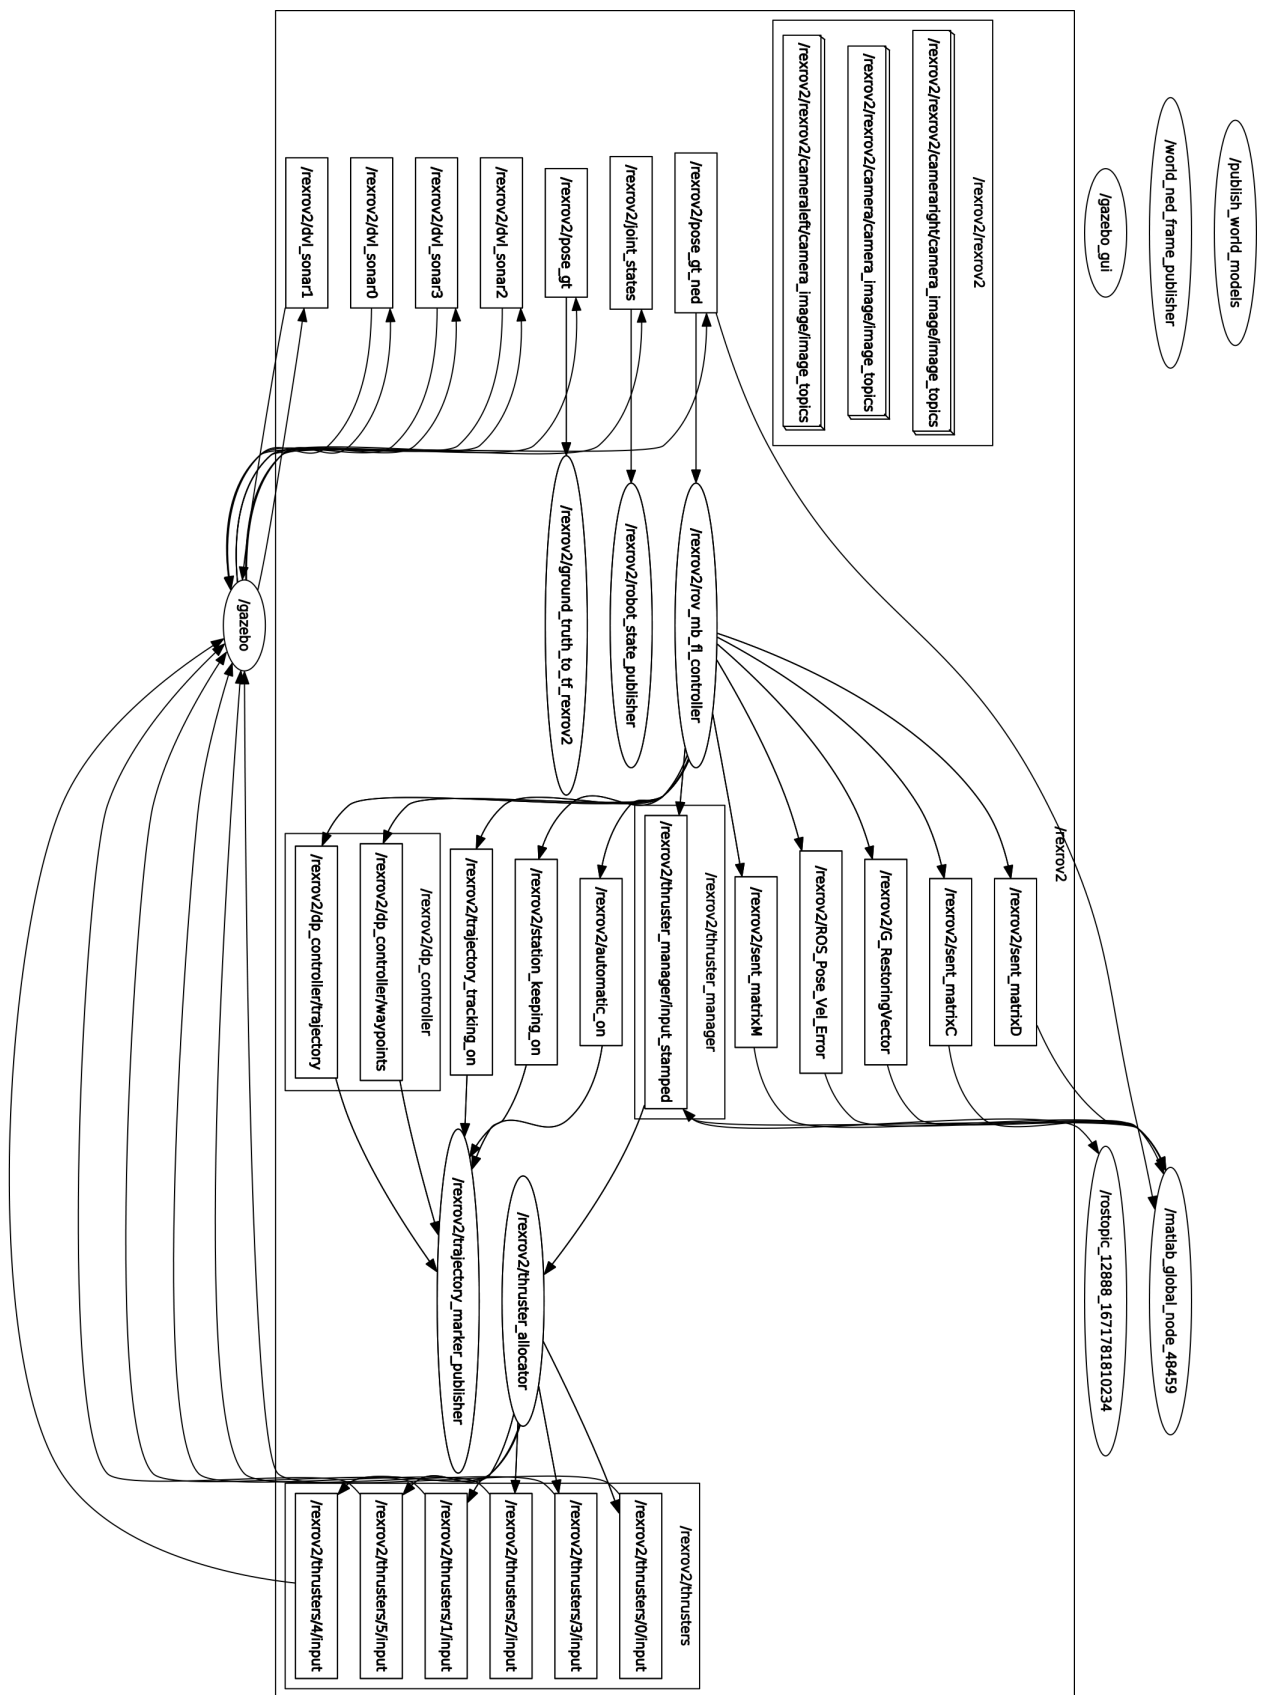 /publish_world_models
/world_ned_frame_publisher
/gazebo_gui
/rexrov2
/rexrov2/rexrov2
/rexrov2/rexrov2/cameraright/camera_image/image_topics
/rexrov2/rexrov2/camera/camera_image/image_topics
/rexrov2/rexrov2/cameraleft/camera_image/image_topics
/rexrov2/pose_gt_ned
/rexrov2/joint_states
/rexrov2/pose_gt
/rexrov2/dvl_sonar2
/rexrov2/dvl_sonar3
/rexrov2/dvl_sonar0
/rexrov2/dvl_sonar1
/rexrov2/rov_mb_fl_controller
/rexrov2/robot_state_publisher
/rexrov2/ground_truth_to_tf_rexrov2
/gazebo
/rexrov2/sent_matrixD
/rexrov2/sent_matrixC
/rexrov2/G_RestoringVector
/rexrov2/ROS_Pose_Vel_Error
/rexrov2/sent_matrixM
/rexrov2/thruster_manager
/rexrov2/thruster_manager/input_stamped
/rexrov2/automatic_on
/rexrov2/station_keeping_on
/rexrov2/trajectory_tracking_on
/rexrov2/dp_controller
/rexrov2/dp_controller/waypoints
/rexrov2/dp_controller/trajectory
/matlab_global_node_48459
/rostopic_12888_1671781810234
/rexrov2/thruster_allocator
/rexrov2/trajectory_marker_publisher
/rexrov2/thrusters
/rexrov2/thrusters/0/input
/rexrov2/thrusters/3/input
/rexrov2/thrusters/2/input
/rexrov2/thrusters/1/input
/rexrov2/thrusters/5/input
/rexrov2/thrusters/4/input